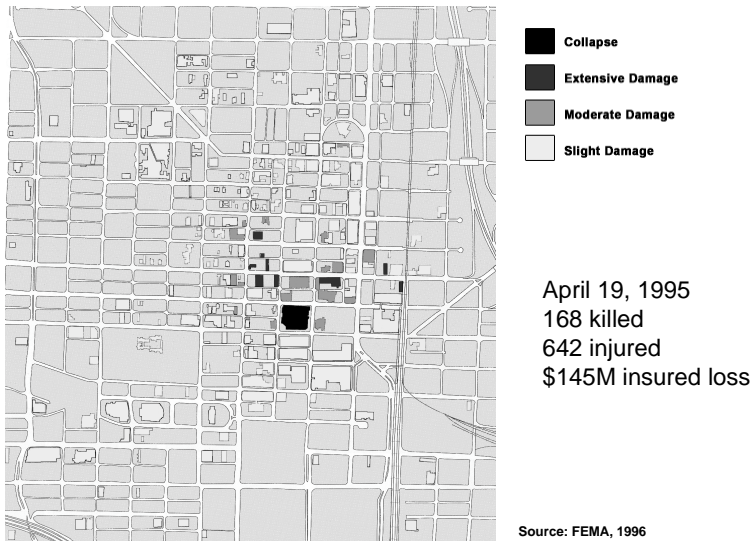 Collapse
Extensive Damage
Moderate Damage
Slight Damage
April 19, 1995
168 killed
642 injured
$145M insured loss
Source: FEMA, 1996